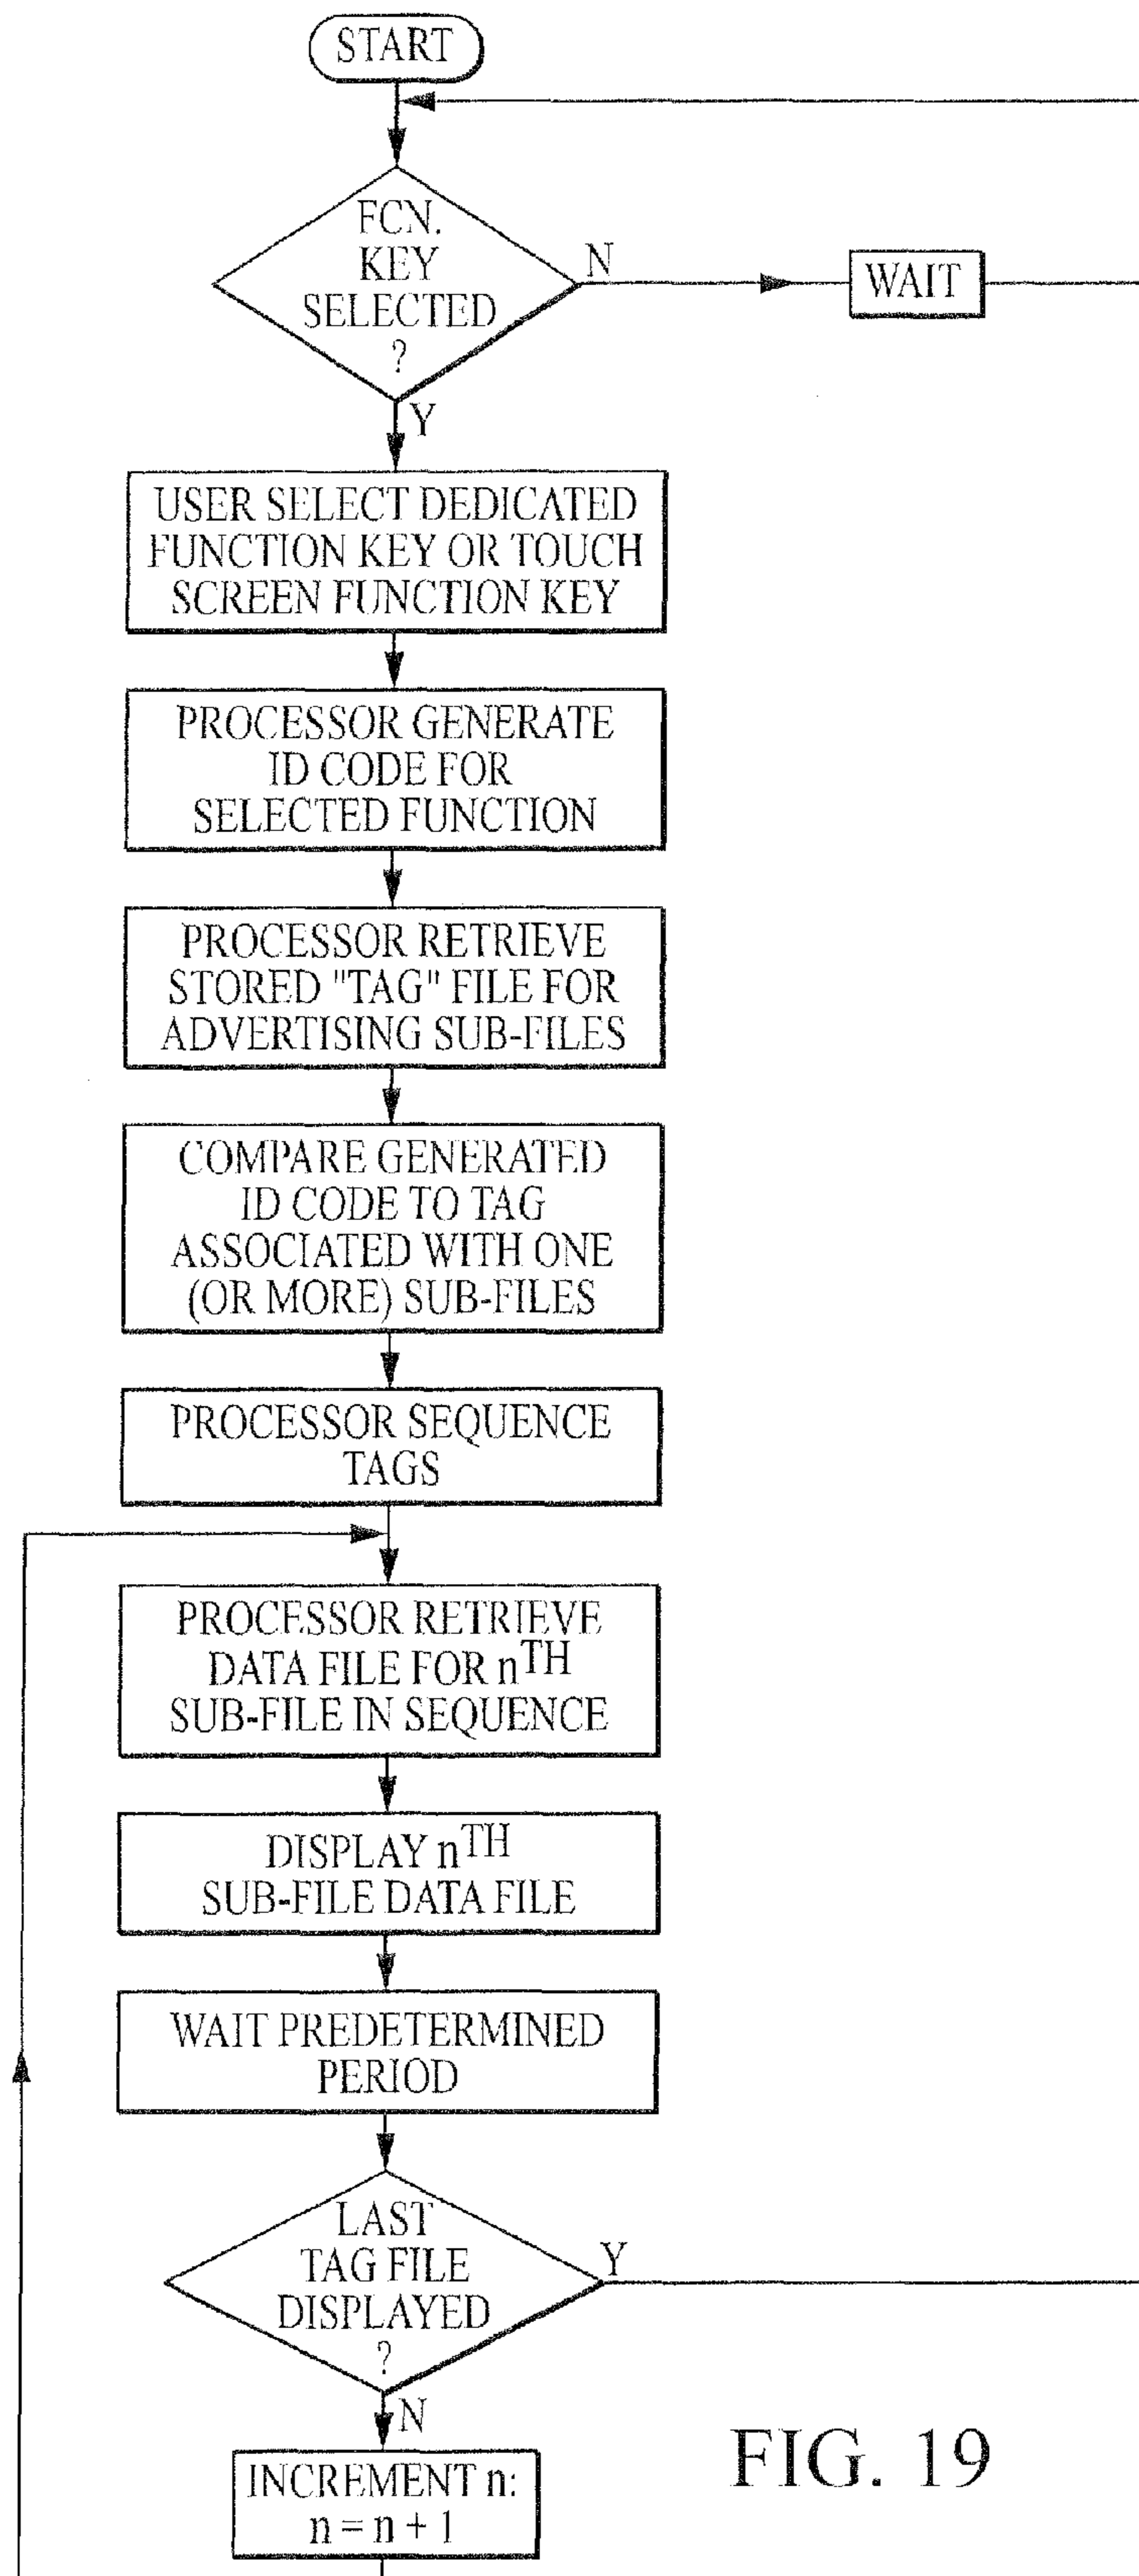 START
FCN.
KEY
SELECTED
?
N
WAIT
Y
USER SELECT DEDICATED
FUNCTION KEY OR TOUCH
SCREEN FUNCTION KEY
PROCESSOR GENERATE
ID CODE FOR
SELECTED FUNCTION
PROCESSOR RETRIEVE
STORED "TAG" FILE FOR
ADVERTISING SUB-FILES
COMPARE GENERATED
ID CODE TO TAG
ASSOCIATED WITH ONE
(OR MORE) SUB-FILES
PROCESSOR SEQUENCE
TAGS
PROCESSOR RETRIEVE
DATA FILE FOR nTH
SUB-FILE IN SEQUENCE
DISPLAY nTH
SUB-FILE DATA FILE
WAIT PREDETERMINED
PERIOD
LAST
TAG FILE
DISPLAYED
?
Y
N
INCREMENT n:
n = n + 1
FIG. 19